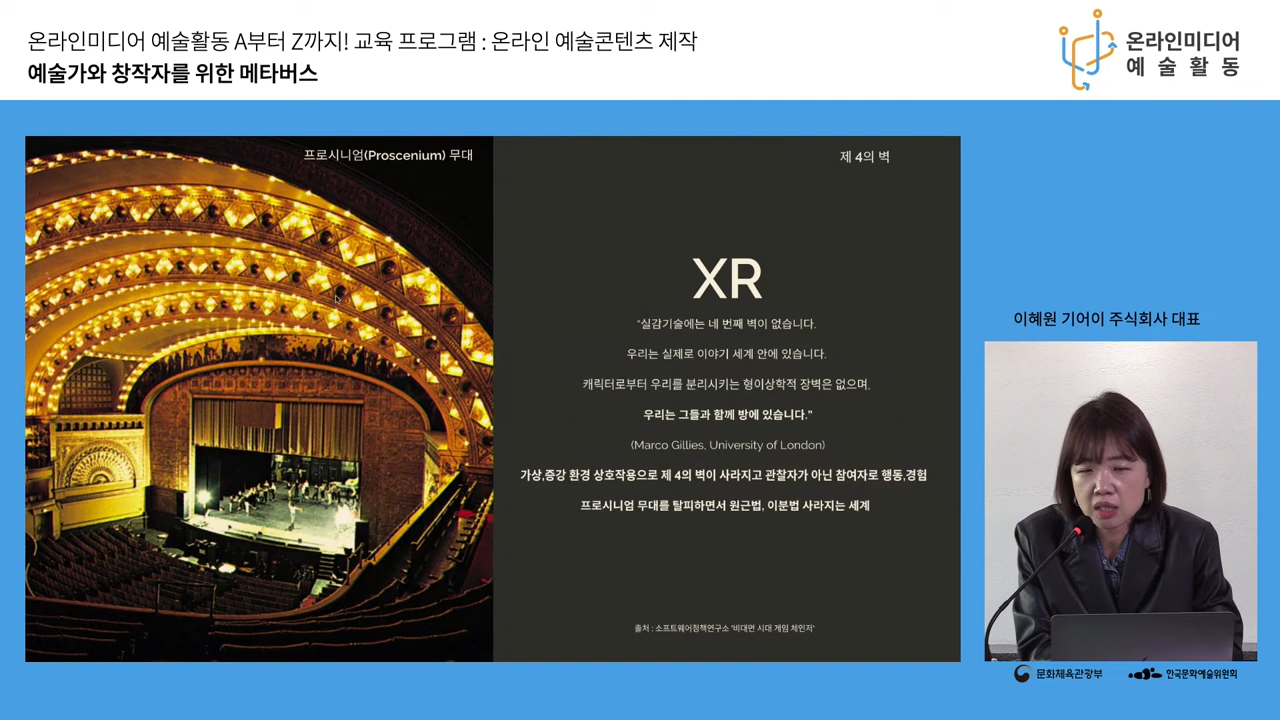 온라인미디어 예술활동 A부터 Z까지! 교육 프로그램 : 온라인 예술콘텐츠 제작
예술가와 창작자를 위한 메타버스
온라인미디어
예술활동
프로시니엄(Proscenium) 무대
제 4의 벽
XR
"실감기술에는 네 번째 벽이 없습니다.
우리는 실제로 이야기 세계 안에 있습니다.
캐릭터로부터 우리를 분리시키는 형이상학적 장벽은 없으며,
우리는 그들과 함께 방에 있습니다."
(Marco Gillies, University of London)
가상,증강 환경 상호작용으로 제 4의 벽이 사라지고 관찰자가 아닌 참여자로 행동,경험
프로시니엄 무대를 탈피하면서 원근법, 이분법 사라지는 세계
출처 : 소프트웨어정책연구소 '비대면 시대 게임 체인저'
이혜원 기어이 주식회사 대표
문화체육관광부
한국문화예술위원회